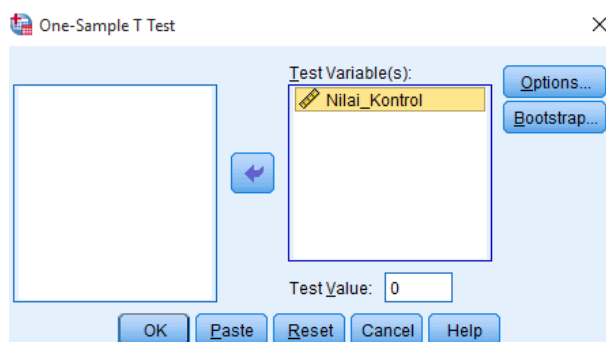 One-Sample T Test
Test Variable(s):
Nilai_Kontrol
Options...
Bootstrap...
Test Value: 0
OK Paste Reset Cancel Help